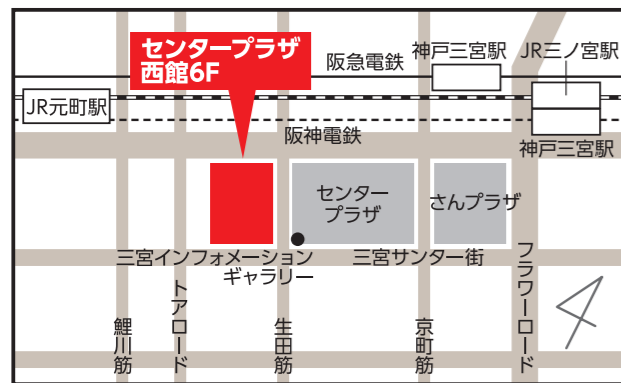 センタープラザ
西館6F
阪急電鉄
神戸三宮駅
JR三ノ宮駅
JR元町駅
阪神電鉄
神戸三宮駅
センター
プラザ
さんプラザ
三宮インフォメーション
ギャラリー
三宮サンター街
鯉川筋
トアロード
生田筋
京町筋
フラワーロード